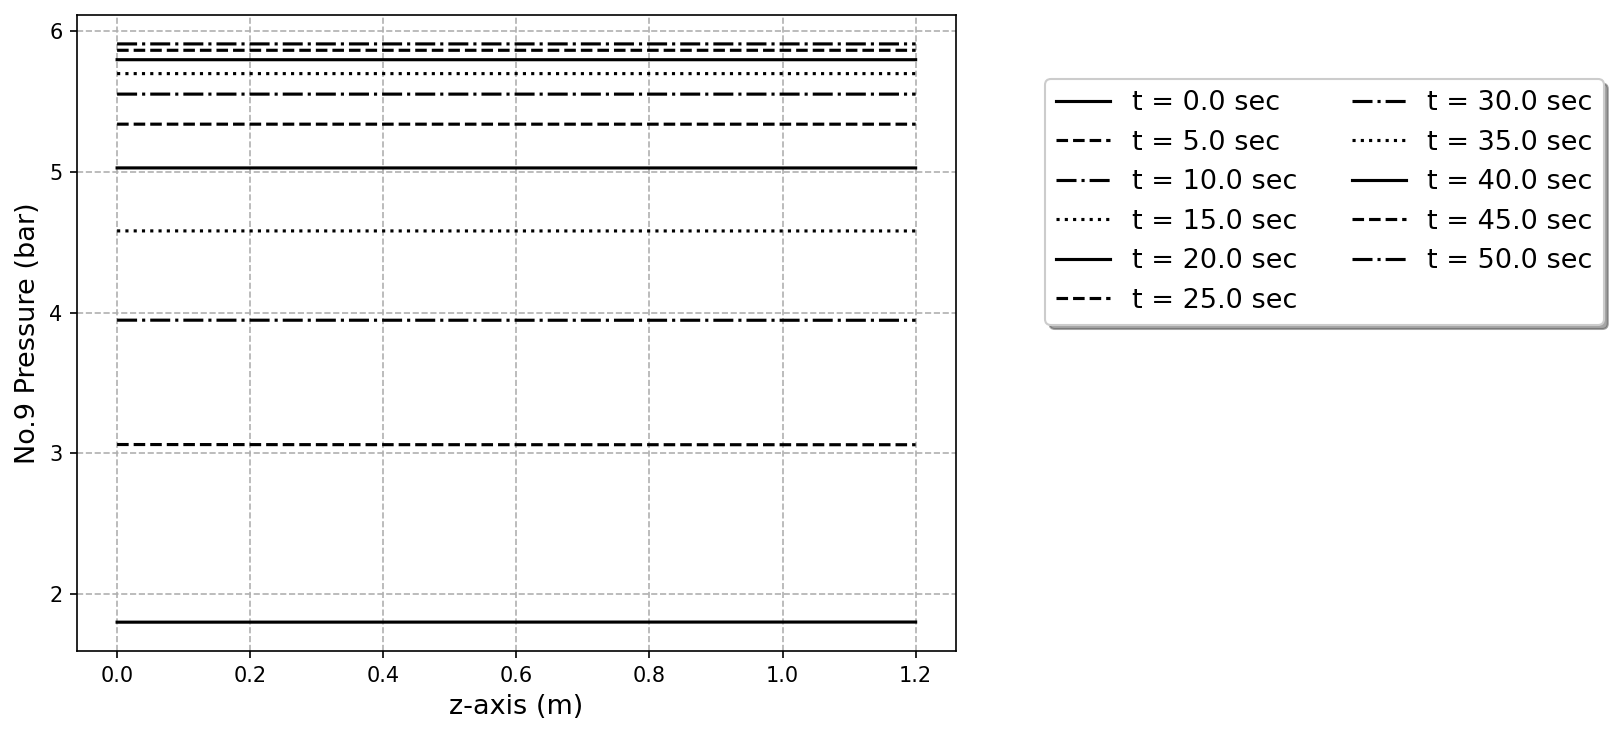 6
5
4
3
2
No.9 Pressure (bar)
0.0 0.2 0.4 0.6 0.8 1.0 1.2
z-axis (m)
t = 0.0 sec
t = 5.0 sec
t = 10.0 sec
t = 15.0 sec
t = 20.0 sec
t = 25.0 sec
t = 30.0 sec
t = 35.0 sec
t = 40.0 sec
t = 45.0 sec
t = 50.0 sec